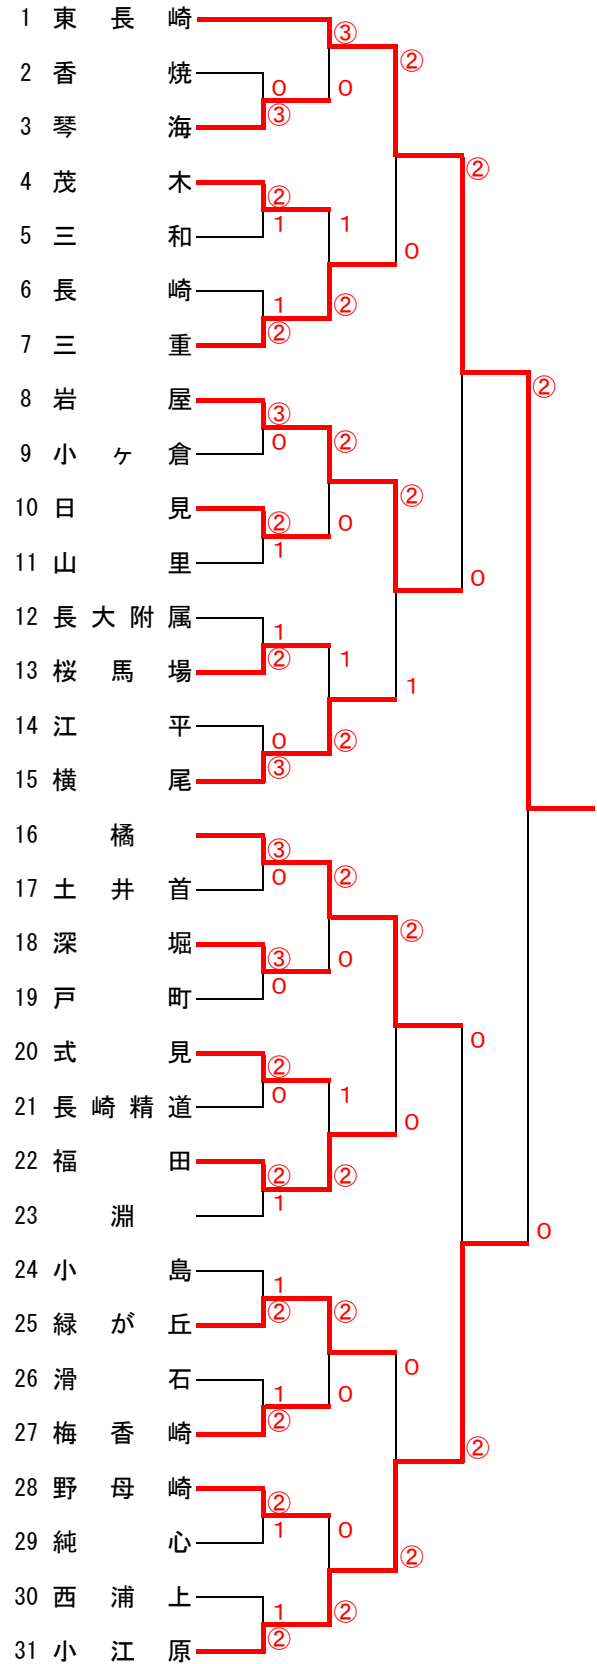 1 東長崎
③
2 香焼
②
0 0
③
3 琴海
②
4 茂木
②
1 1
5 三和
0
6 長崎
1 ②
②
7 三重
②
8 岩屋
③
0 ②
9 小ヶ倉
②
10 日見
② 0
1
11 山里
0
12 長大附属
1
② 1
13 桜馬場
1
14 江平
0 ②
③
15 横尾
16 橘
③
0 ②
17 土井首
②
18 深堀
③ 0
0
19 戸町
0
20 式見
②
0 1
21 長崎精道
0
22 福田
② ②
1
23 淵
0
24 小島
1
② ②
25 緑が丘
0
26 滑石
1 0
②
27 梅香崎
②
28 野母崎
②
1 0
29 純心
②
30 西浦上
1 ②
②
31 小江原